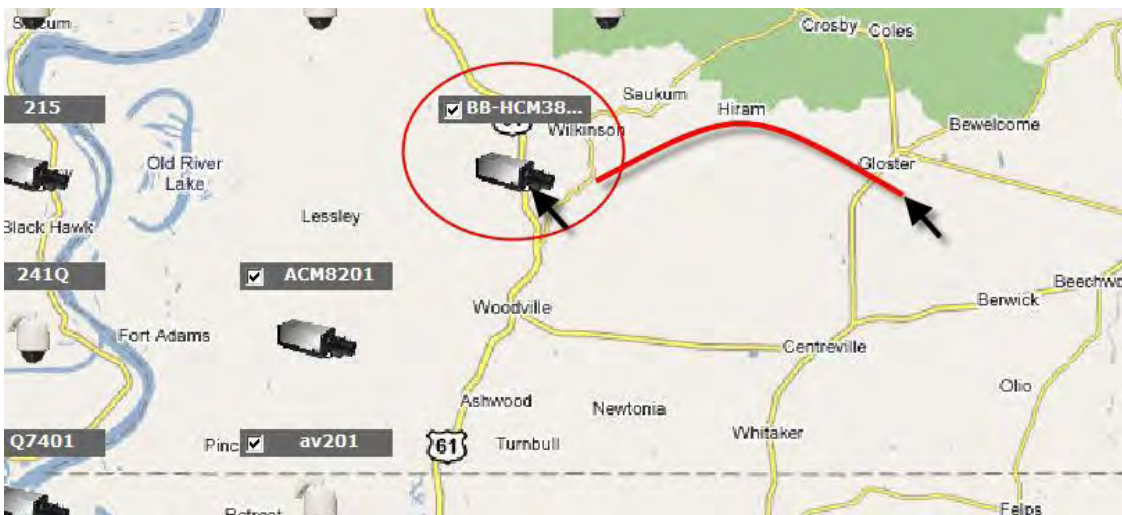 Crosby
Coles
Saukum
215
BB-HCM38...
Hiram
Wilkinson
Bewelcome
Old River
Lake
Gloster
Lessley
Black Hawk
241Q
ACM8201
Beechwo
Woodville
Berwick
Fort Adams
Centreville
Olio
Ashwood
Newtonia
Q7401
Pinc
av201
61
Turnbull
Whitaker
Retreat
Felps